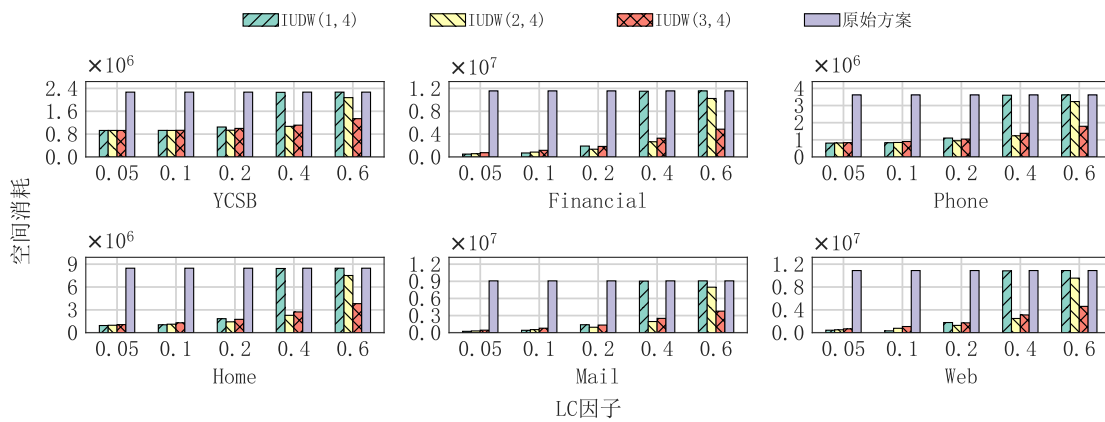 IUDW(1,4) IUDW(2,4) IUDW(3,4) 原始方案
×10⁶ ×10⁷ ×10⁶
2.4 1.2 4
1.6 0.8 3
0.8 0.4 2
0.0 0.0 1
0
0.05 0.1 0.2 0.4 0.6 0.05 0.1 0.2 0.4 0.6 0.05 0.1 0.2 0.4 0.6
YCSB Financial Phone
空间消耗
×10⁶ ×10⁷ ×10⁷
9 1.2 1.2
6 0.9 0.8
3 0.6 0.4
0 0.3 0.0
0.0
0.05 0.1 0.2 0.4 0.6 0.05 0.1 0.2 0.4 0.6 0.05 0.1 0.2 0.4 0.6
Home Mail Web
LC因子